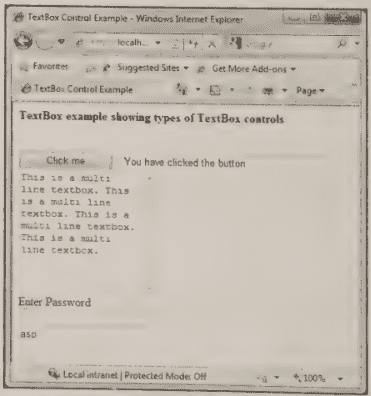 TextBox Control Example - Windows Internet Explorer
localh...
Favorites Suggested Sites Get More Add-ons
TextBox Control Example Page
TextBox example showing types of TextBox controls
Click me You have clicked the button
This is a multi
line textbox. This
is a multi line
textbox. This is a
multi line textbox.
This is a multi
line textbox.
Enter Password
asp
Local intranet | Protected Mode: Off
100%